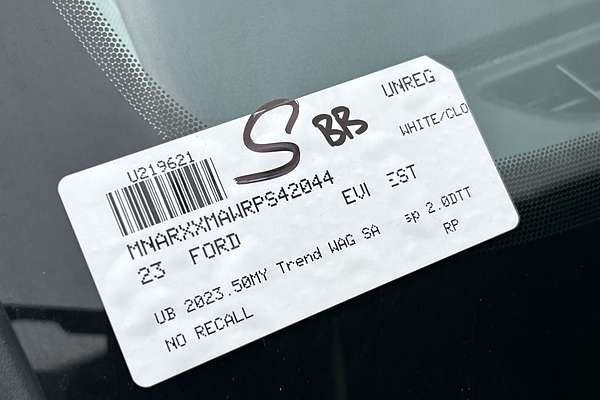 UNREG
S BB
WHITE/CLO
U219621
MNARXXMAWRPS42044
23 FORD EVI EST
UB 2023.50MY Trend WAG SA sp 2.0DTT
NO RECALL RP